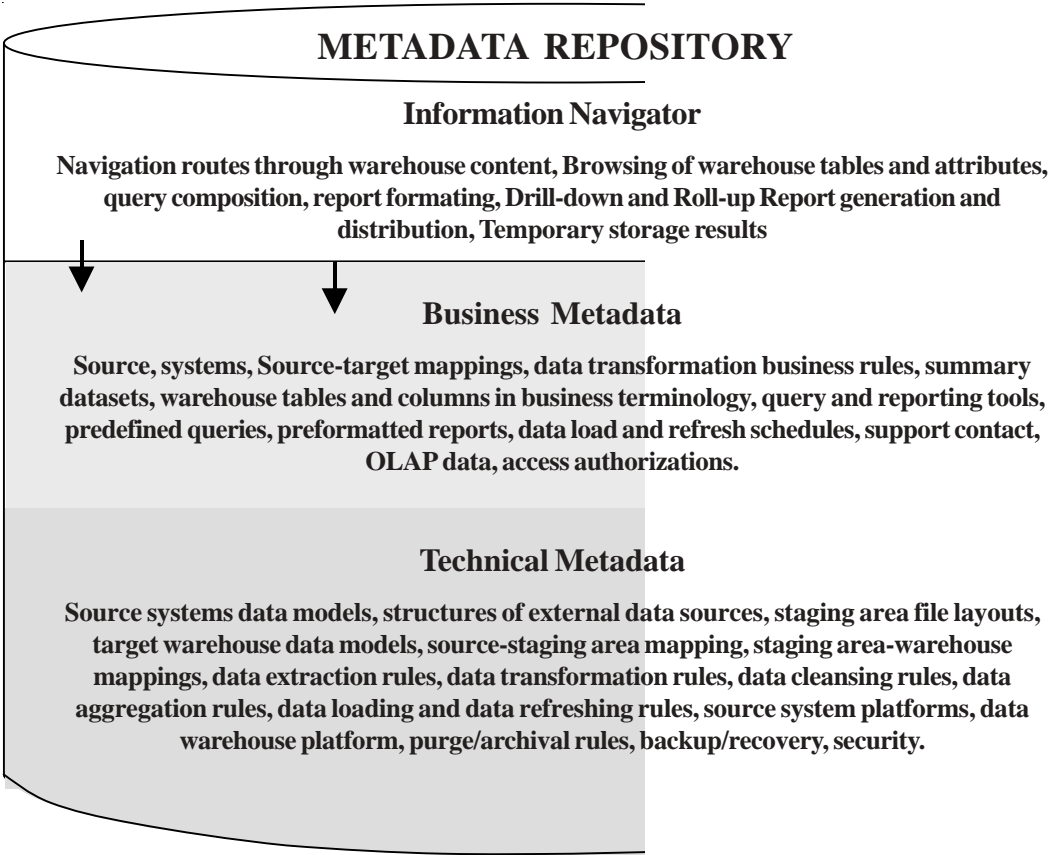 METADATA REPOSITORY
Information Navigator
Navigation routes through warehouse content, Browsing of warehouse tables and attributes,
query composition, report formating, Drill-down and Roll-up Report generation and
distribution, Temporary storage results
Business Metadata
Source, systems, Source-target mappings, data transformation business rules, summary
datasets, warehouse tables and columns in business terminology, query and reporting tools,
predefined queries, preformatted reports, data load and refresh schedules, support contact,
OLAP data, access authorizations.
Technical Metadata
Source systems data models, structures of external data sources, staging area file layouts,
target warehouse data models, source-staging area mapping, staging area-warehouse
mappings, data extraction rules, data transformation rules, data cleansing rules, data
aggregation rules, data loading and data refreshing rules, source system platforms, data
warehouse platform, purge/archival rules, backup/recovery, security.